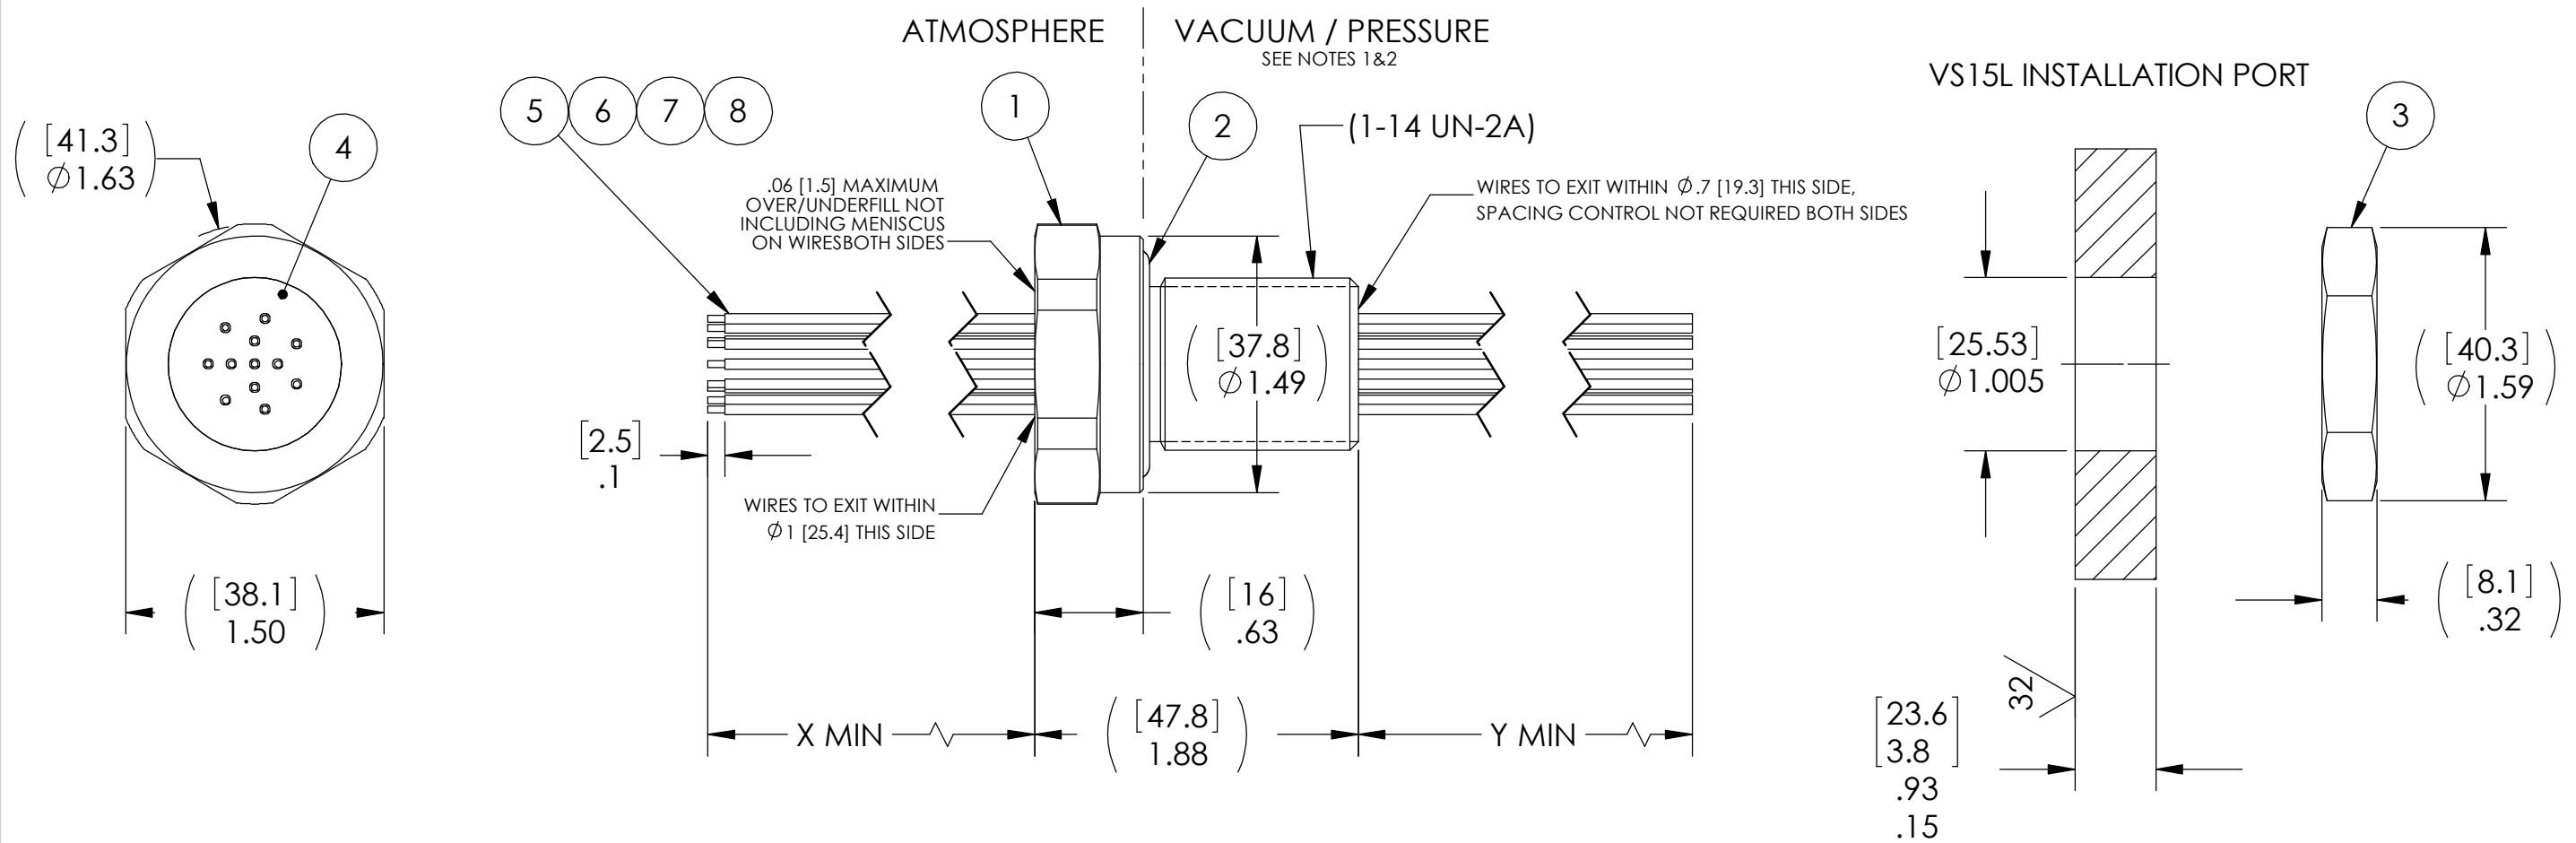 ATMOSPHERE
VACUUM / PRESSURE
SEE NOTES 1&2
VS15L INSTALLATION PORT
[41.3]
∅1.63
4
5
6
7
8
1
2
3
(1-14 UN-2A)
.06 [1.5] MAXIMUM
OVER/UNDERFILL NOT
INCLUDING MENISCUS
ON WIRESBOTH SIDES
WIRES TO EXIT WITHIN ∅.7 [19.3] THIS SIDE,
SPACING CONTROL NOT REQUIRED BOTH SIDES
([37.8]
∅1.49)
[25.53]
∅1.005
([40.3]
∅1.59)
[2.5]
.1
WIRES TO EXIT WITHIN
∅1 [25.4] THIS SIDE
([38.1]
1.50)
([16]
.63)
([8.1]
.32)
32
X MIN
([47.8]
1.88)
Y MIN
[23.6
3.8]
.93
.15